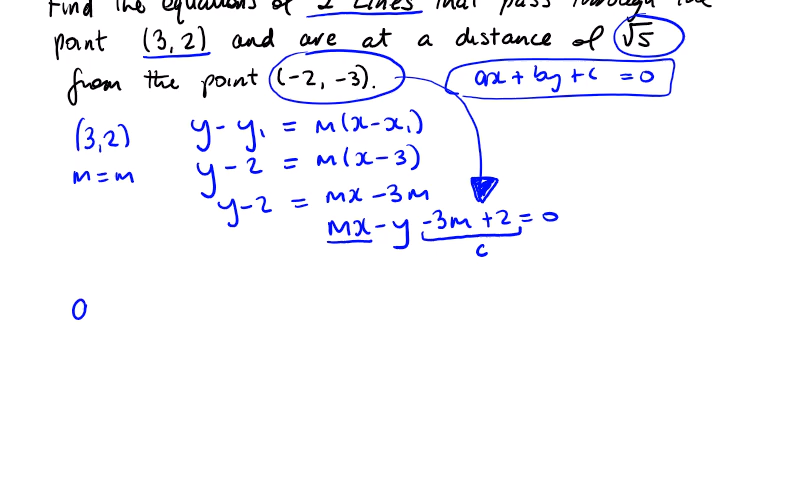 Find the equations of 2 lines that pass through the
point (3,2) and are at a distance of √5
from the point (-2, -3). ax + by + c = 0
(3,2) y - y₁ = m(x - x₁)
m = m y - 2 = m(x - 3)
y - 2 = mx - 3m
mx - y - 3m + 2 = 0
c
0